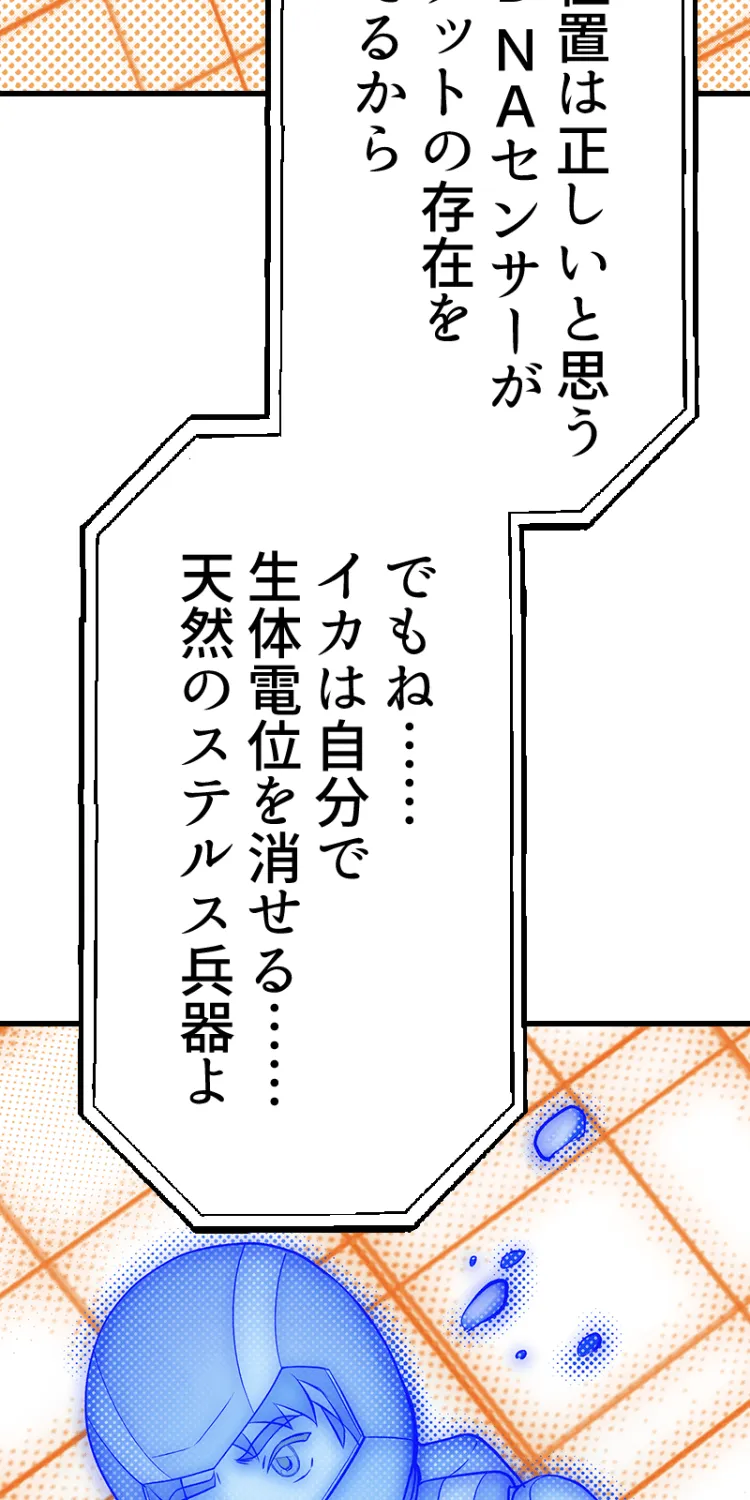 置は正しいと思う
NAセンサーが
ットの存在を
るから
でもね……
イカは自分で
生体電位を消せる……
天然のステルス兵器よ